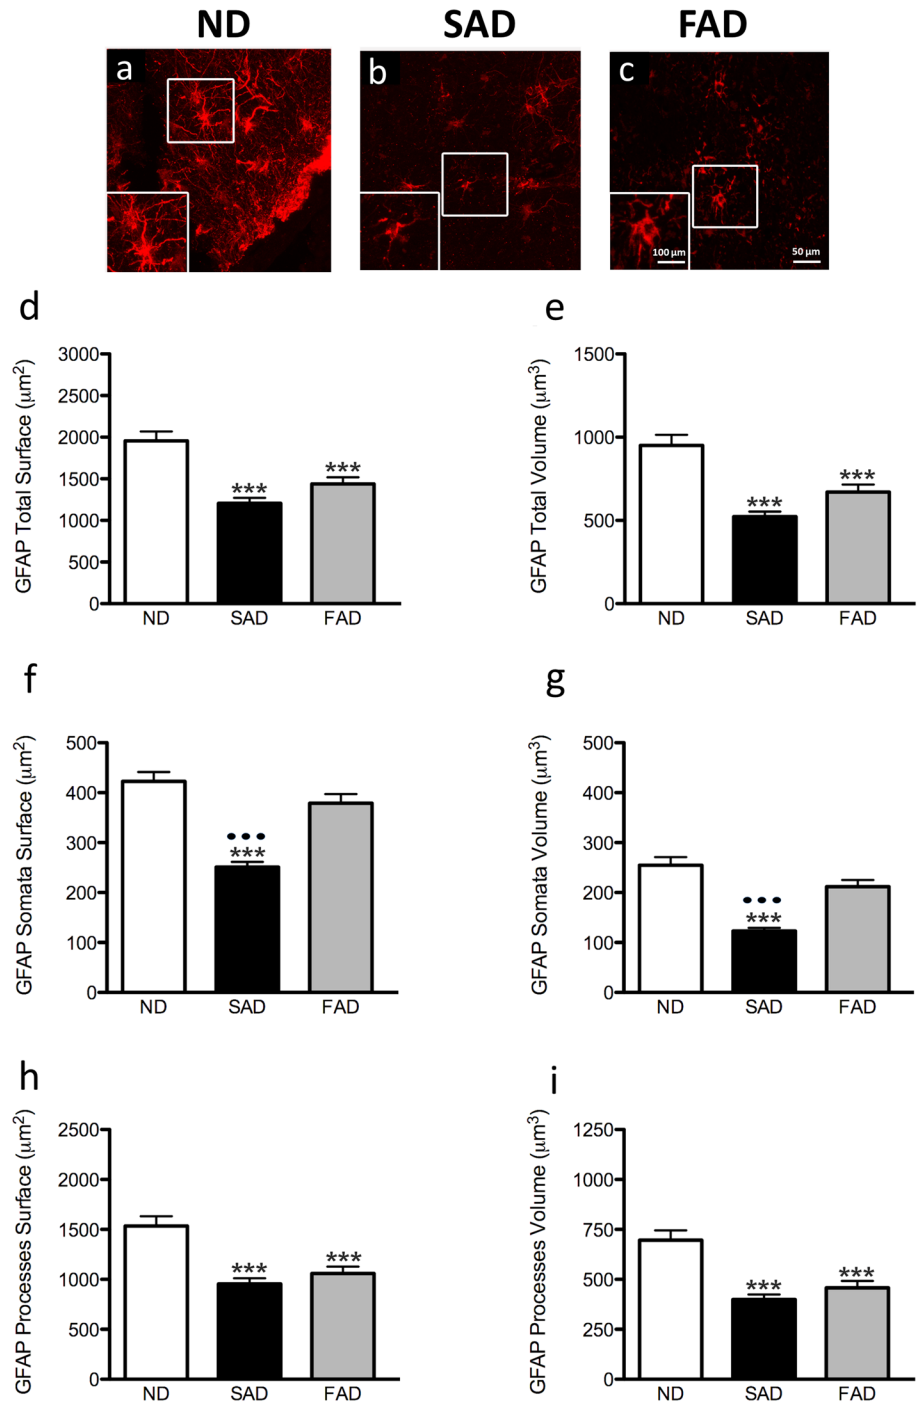 ND SAD FAD
a b c
100 µm 50 µm
d e
GFAP Total Surface (µm²)
3000
2500
2000
1500
1000
500
0
***
***
ND SAD FAD
GFAP Total Volume (µm³)
1500
1000
500
0
***
***
ND SAD FAD
f g
GFAP Somata Surface (µm²)
500
400
300
200
100
0
•••
***
ND SAD FAD
GFAP Somata Volume (µm³)
500
400
300
200
100
0
•••
***
ND SAD FAD
h i
GFAP Processes Surface (µm²)
2500
2000
1500
1000
500
0
***
***
ND SAD FAD
GFAP Processes Volume (µm³)
1250
1000
750
500
250
0
***
***
ND SAD FAD